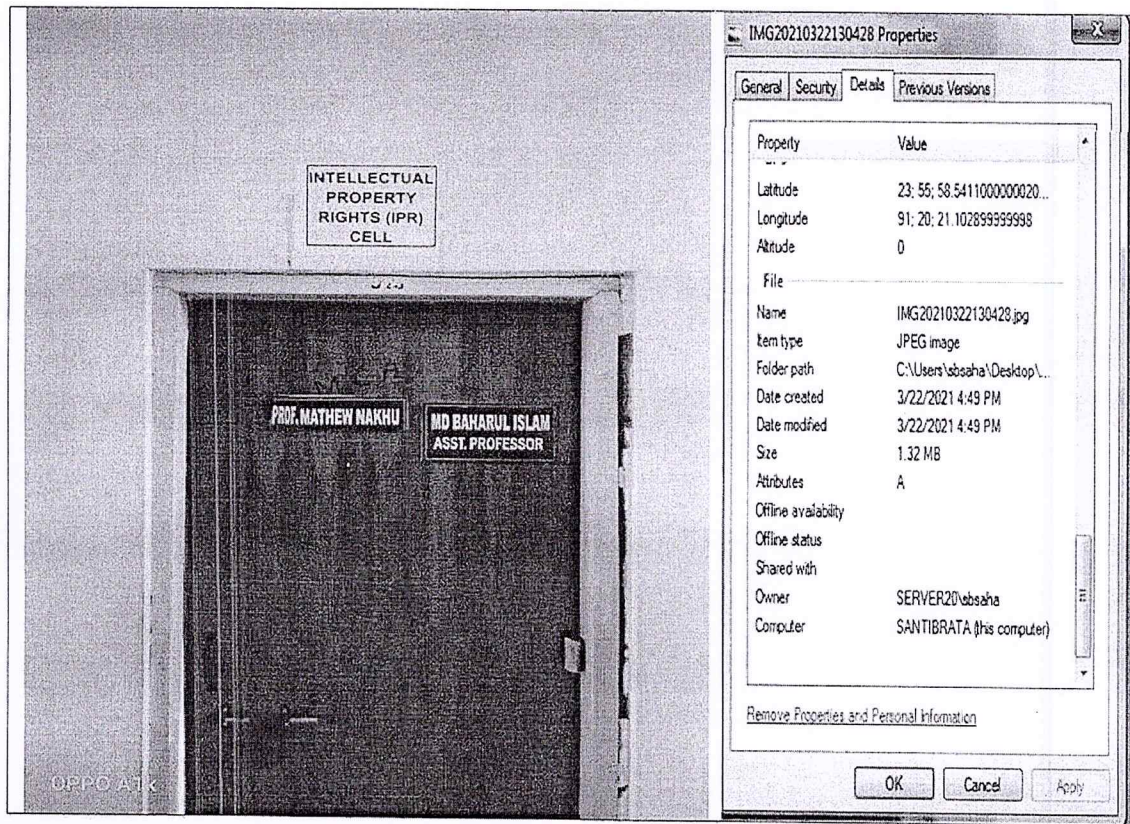 INTELLECTUAL
PROPERTY
RIGHTS (IPR)
CELL
PROF. MATHEW NAKHU
MD BAHARUL ISLAM
ASST. PROFESSOR
IMG20210322130428 Properties
General Security Details Previous Versions
Property Value
Latitude 23; 55; 58.5411000000020...
Longitude 91; 20; 21.102899999998
Altitude 0
File
Name IMG20210322130428.jpg
Item type JPEG image
Folder path C:\Users\sbsaha\Desktop\...
Date created 3/22/2021 4:49 PM
Date modified 3/22/2021 4:49 PM
Size 1.32 MB
Attributes A
Offline availability
Offline status
Shared with
Owner SERVER20\sbsaha
Computer SANTIBRATA (this computer)
Remove Properties and Personal Information
OK Cancel Apply
OPPO